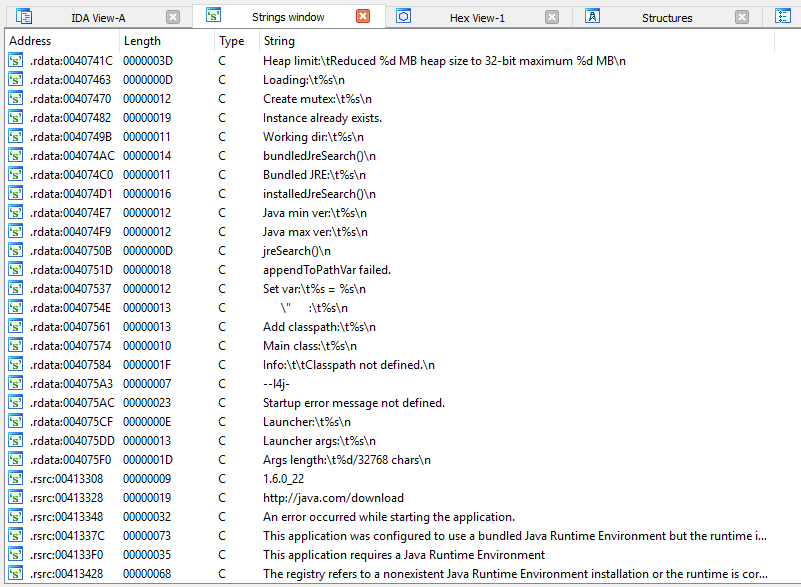 IDA View-A Strings window Hex View-1 Structures
Address Length Type String
's' .rdata:0040741C 0000003D C Heap limit:\tReduced %d MB heap size to 32-bit maximum %d MB\n
's' .rdata:00407463 0000000D C Loading:\t%s\n
's' .rdata:00407470 00000012 C Create mutex:\t%s\n
's' .rdata:00407482 00000019 C Instance already exists.
's' .rdata:0040749B 00000011 C Working dir:\t%s\n
's' .rdata:004074AC 00000014 C bundledJreSearch()\n
's' .rdata:004074C0 00000011 C Bundled JRE:\t%s\n
's' .rdata:004074D1 00000016 C installedJreSearch()\n
's' .rdata:004074E7 00000012 C Java min ver:\t%s\n
's' .rdata:004074F9 00000012 C Java max ver:\t%s\n
's' .rdata:0040750B 0000000D C jreSearch()\n
's' .rdata:0040751D 00000018 C appendToPathVar failed.
's' .rdata:00407537 00000012 C Set var:\t%s = %s\n
's' .rdata:0040754E 00000013 C \" :\t%s\n
's' .rdata:00407561 00000013 C Add classpath:\t%s\n
's' .rdata:00407574 00000010 C Main class:\t%s\n
's' .rdata:00407584 0000001F C Info:\t\tClasspath not defined.\n
's' .rdata:004075A3 00000007 C --l4j-
's' .rdata:004075AC 00000023 C Startup error message not defined.
's' .rdata:004075CF 0000000E C Launcher:\t%s\n
's' .rdata:004075DD 00000013 C Launcher args:\t%s\n
's' .rdata:004075F0 0000001D C Args length:\t%d/32768 chars\n
's' .rsrc:00413308 00000009 C 1.6.0_22
's' .rsrc:00413328 00000019 C http://java.com/download
's' .rsrc:00413348 00000032 C An error occurred while starting the application.
's' .rsrc:0041337C 00000073 C This application was configured to use a bundled Java Runtime Environment but the runtime i...
's' .rsrc:004133F0 00000035 C This application requires a Java Runtime Environment
's' .rsrc:00413428 00000068 C The registry refers to a nonexistent Java Runtime Environment installation or the runtime is cor...